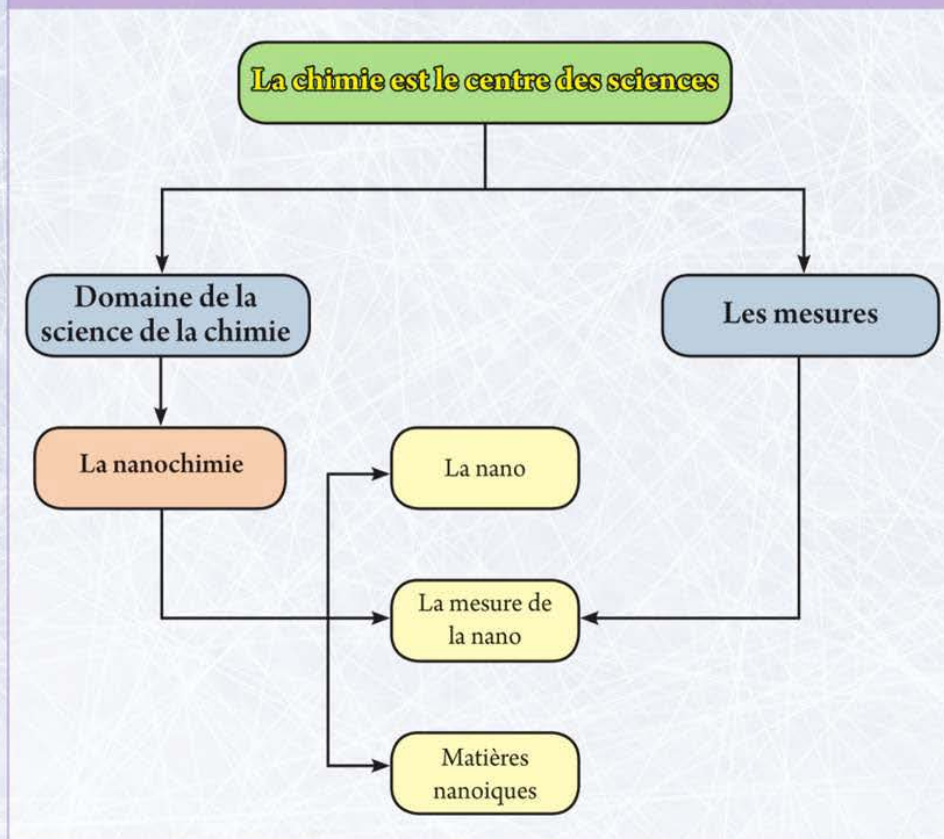 La chimie est le centre des sciences
Domaine de la
science de la chimie
Les mesures
La nanochimie
La nano
La mesure de
la nano
Matières
nanoiques